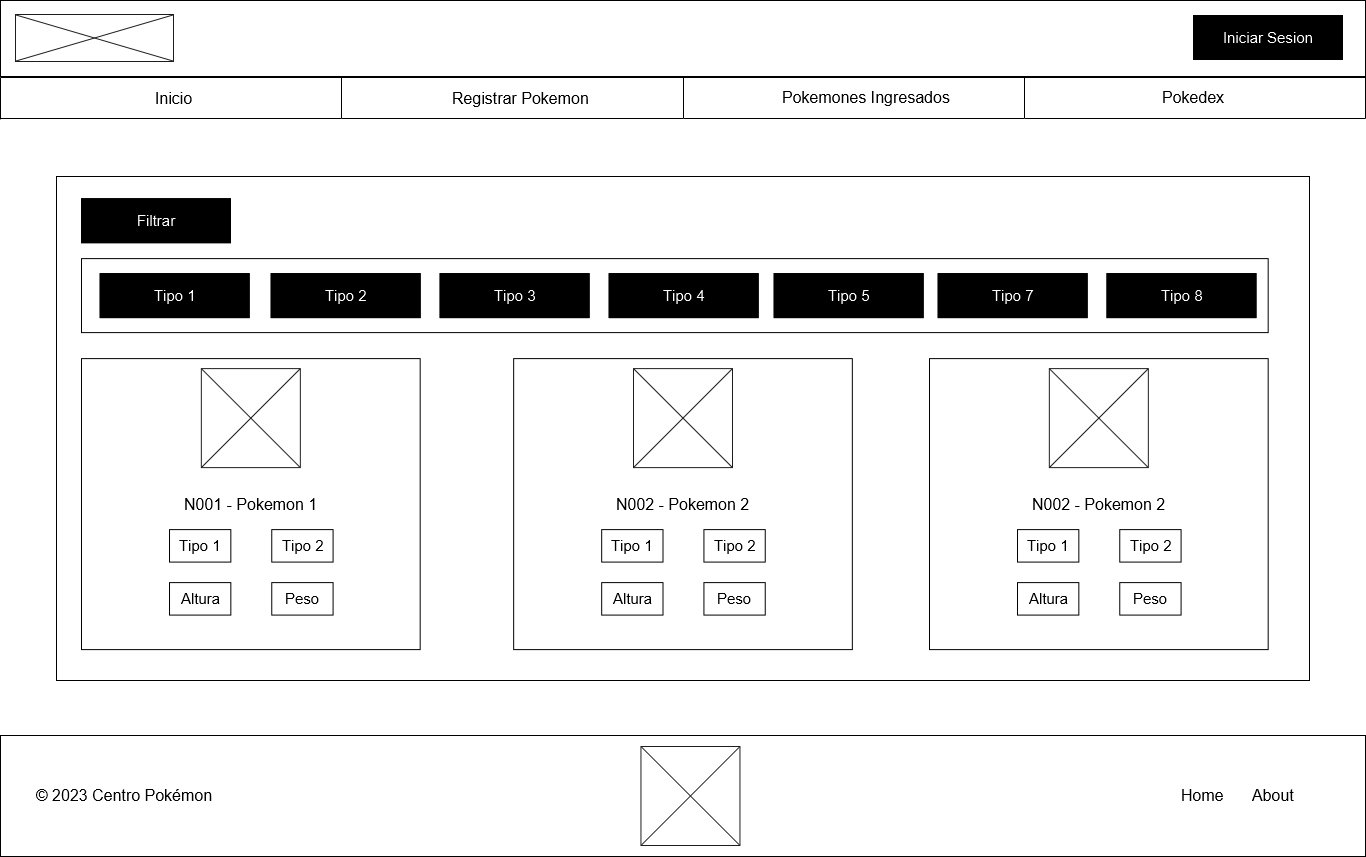 Iniciar Sesion
Inicio
Registrar Pokemon
Pokemones Ingresados
Pokedex
Filtrar
Tipo 1
Tipo 2
Tipo 3
Tipo 4
Tipo 5
Tipo 7
Tipo 8
N001 - Pokemon 1
Tipo 1
Tipo 2
Altura
Peso
N002 - Pokemon 2
Tipo 1
Tipo 2
Altura
Peso
N002 - Pokemon 2
Tipo 1
Tipo 2
Altura
Peso
© 2023 Centro Pokémon
Home
About